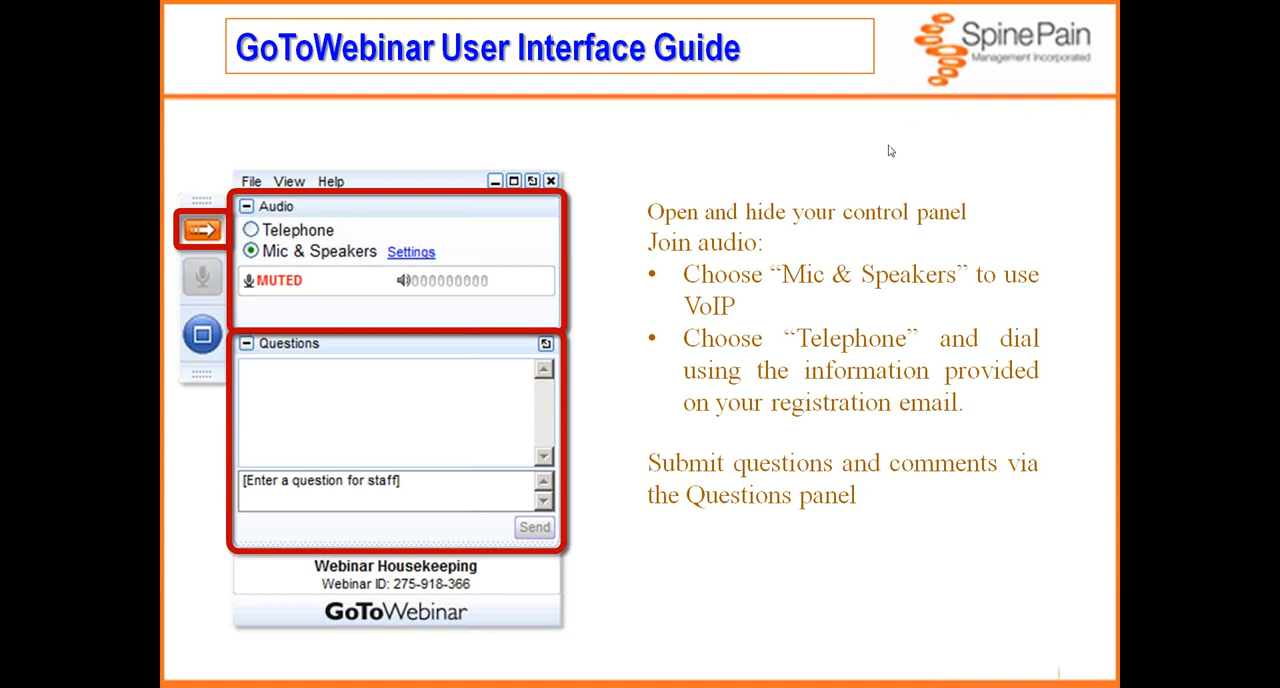 GoToWebinar User Interface Guide
SpinePain
Management Incorporated
File View Help
Audio
Telephone
Mic & Speakers Settings
MUTED 000000000
Questions
[Enter a question for staff]
Send
Webinar Housekeeping
Webinar ID: 275-918-366
GoToWebinar
Open and hide your control panel
Join audio:
• Choose “Mic & Speakers” to use
VoIP
• Choose “Telephone” and dial
using the information provided
on your registration email.
Submit questions and comments via
the Questions panel